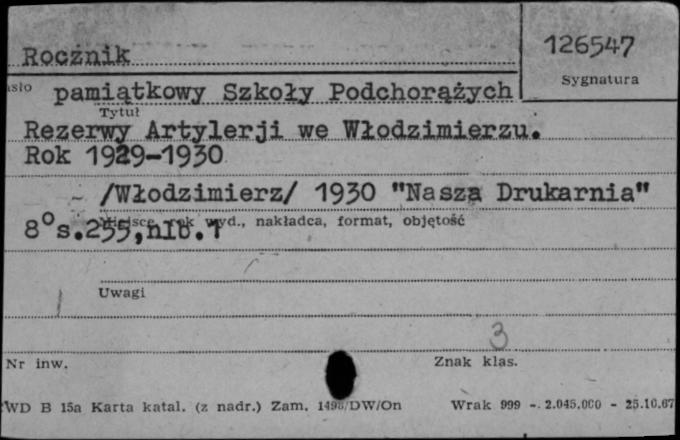 Rocznik
126547
Sygnatura
asło pamiątkowy Szkoły Podchorążych
Tytuł
Rezerwy Artylerji we Włodzimierzu.
Rok 1929-1930
/Włodzimierz/ 1930 "Nasza Drukarnia"
Miejsce, rok wyd., nakładca, format, objętość
8° s.235, nlb.1
Uwagi
3
Nr inw.
Znak klas.
WD B 15a Karta katal. (z nadr.) Zam. 1498/DW/On Wrak 999 - 2.045.000 - 25.10.67